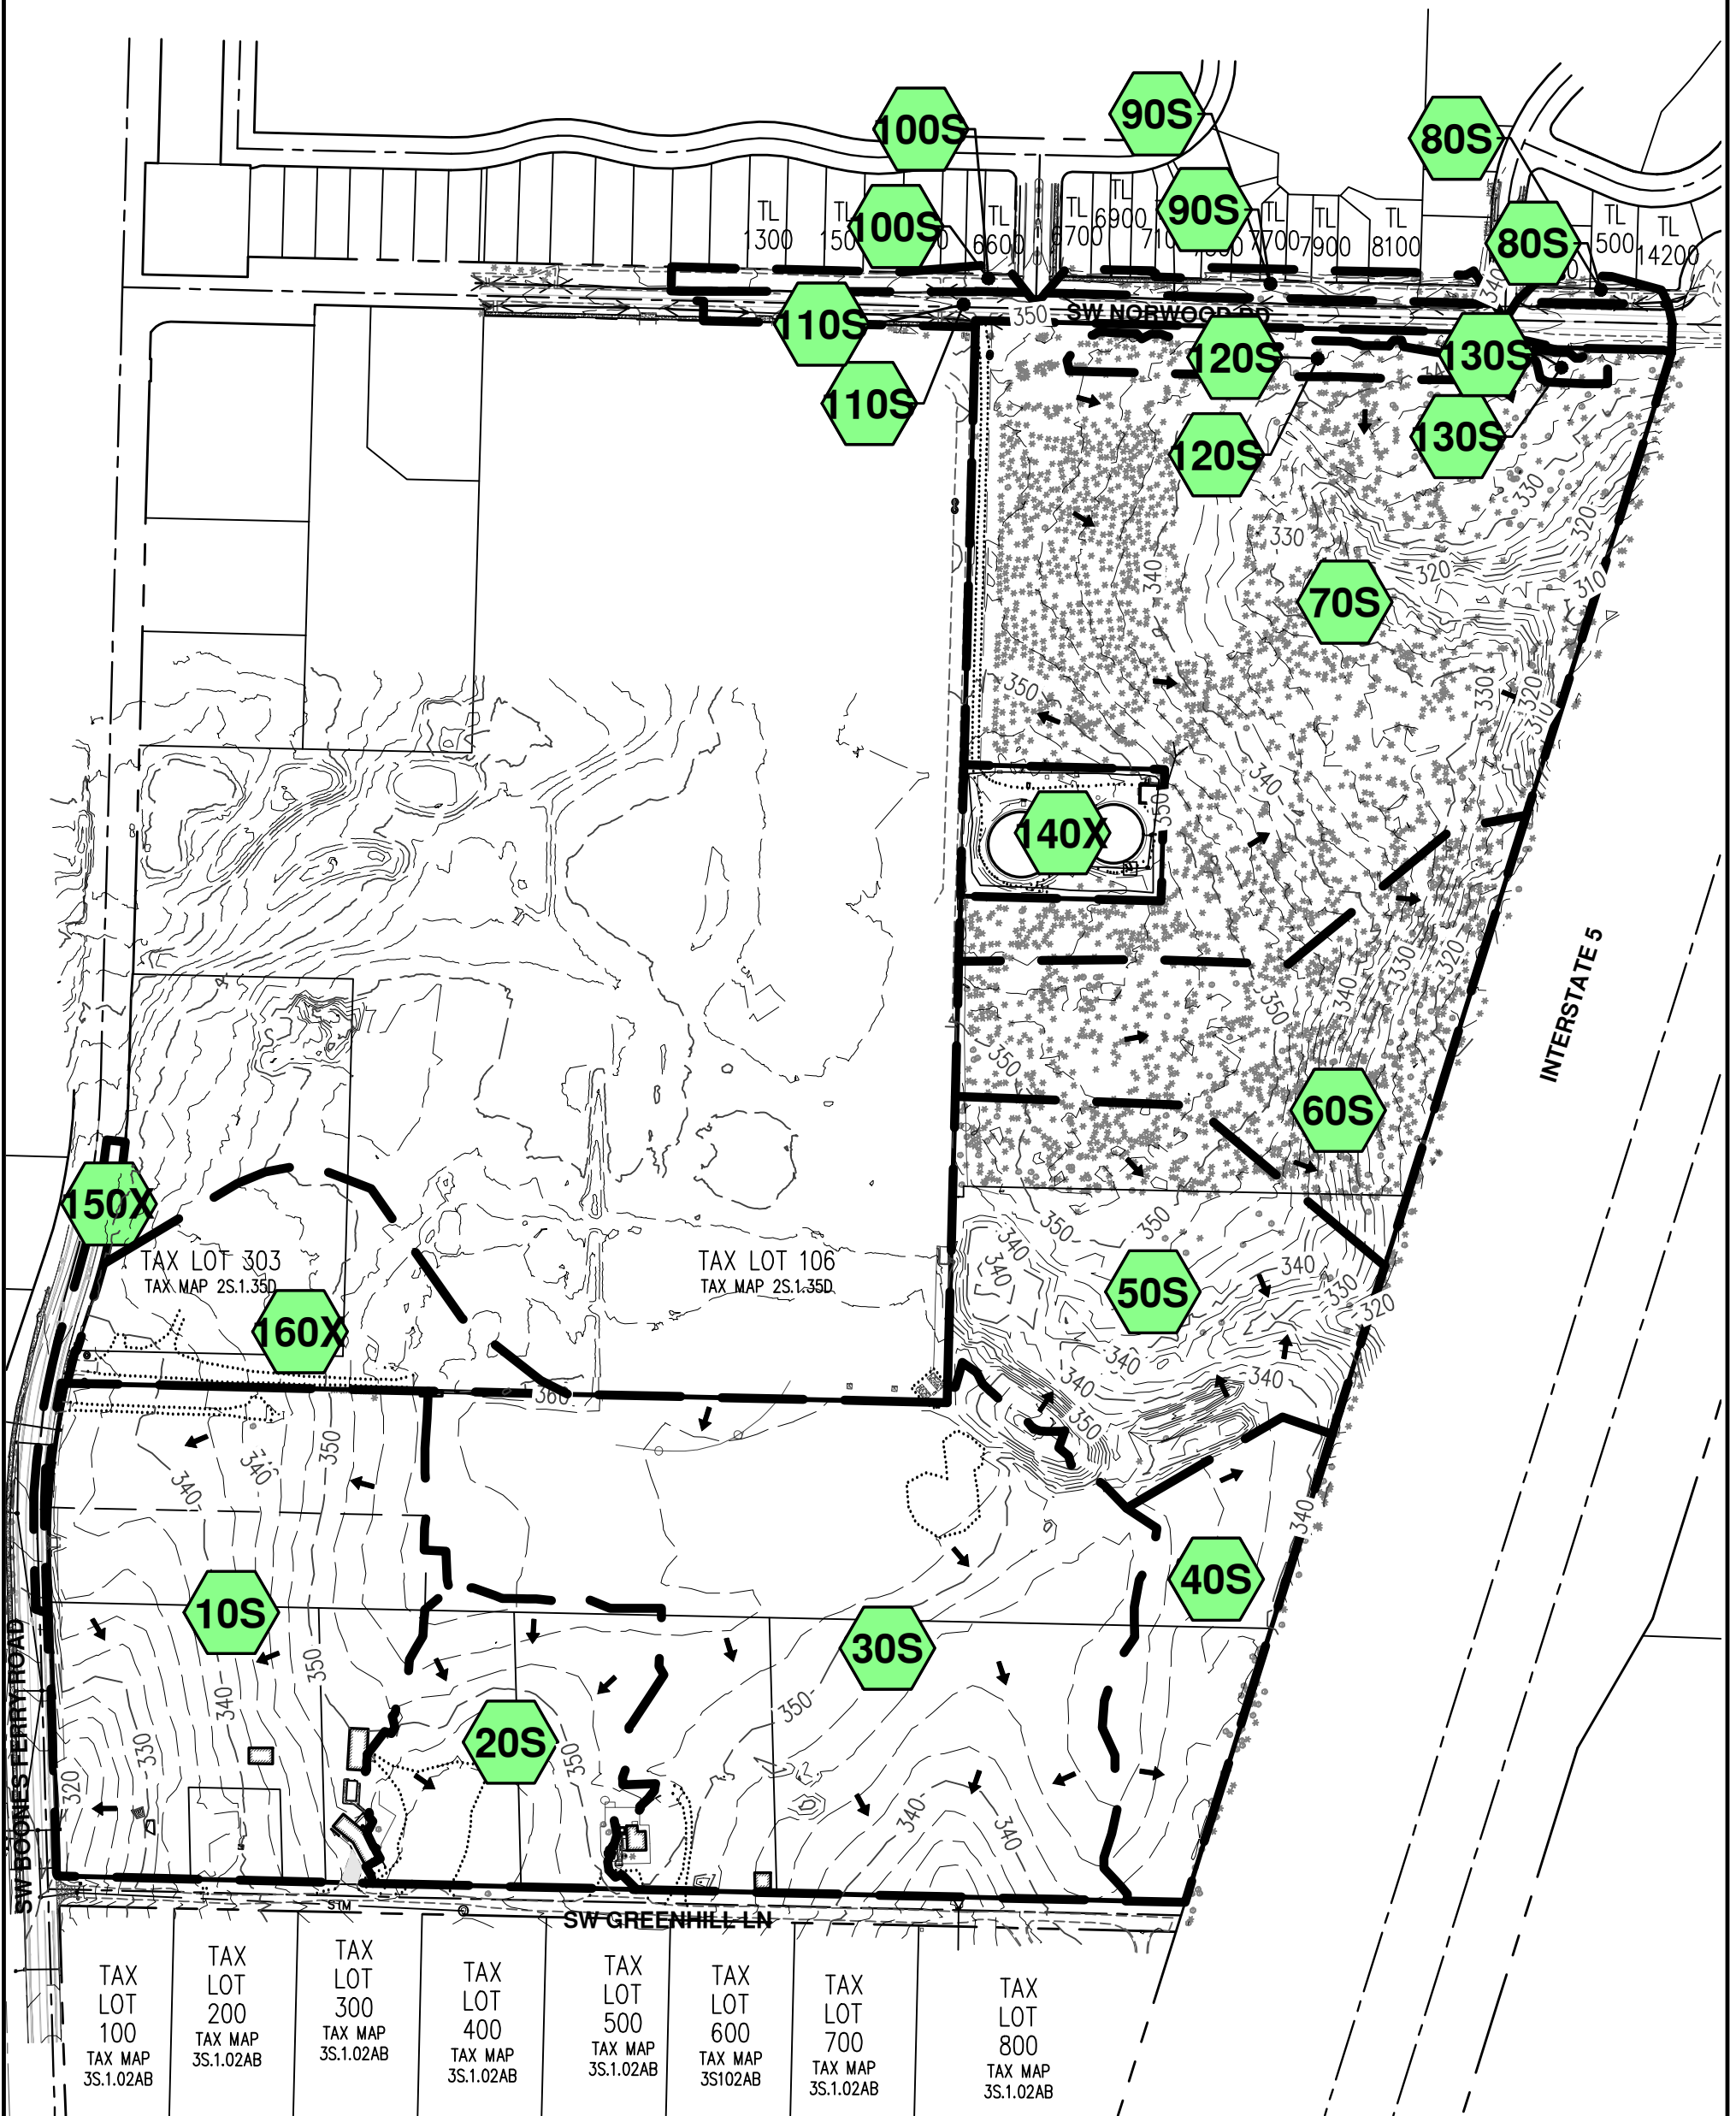 90S
100S
80S
90S
100S
80S
TL
1300
TL
TL
6600
TL
6700
TL
6900
TL
7700
TL
7900
TL
8100
TL
500
TL
14200
340
350
SW NORWOOD RD
110S
120S
130S
110S
130S
120S
330
320
330
340
320
310
70S
350
330
320
310
340
140X
350
INTERSTATE 5
330
320
340
350
350
60S
150X
350
350
TAX LOT 303
TAX MAP 2S.1.35D
TAX LOT 106
TAX MAP 2S.1.35D
340
340
340
50S
330
320
160X
340
340
340
360
350
350
340
340
340
10S
40S
30S
350
340
20S
350
350
330
320
340
340
SW BOONES FERRY ROAD
STM
SW GREENHILL LN
TAX
LOT
100
TAX MAP
3S.1.02AB
TAX
LOT
200
TAX MAP
3S.1.02AB
TAX
LOT
300
TAX MAP
3S.1.02AB
TAX
LOT
400
TAX MAP
3S.1.02AB
TAX
LOT
500
TAX MAP
3S.1.02AB
TAX
LOT
600
TAX MAP
3S102AB
TAX
LOT
700
TAX MAP
3S.1.02AB
TAX
LOT
800
TAX MAP
3S.1.02AB